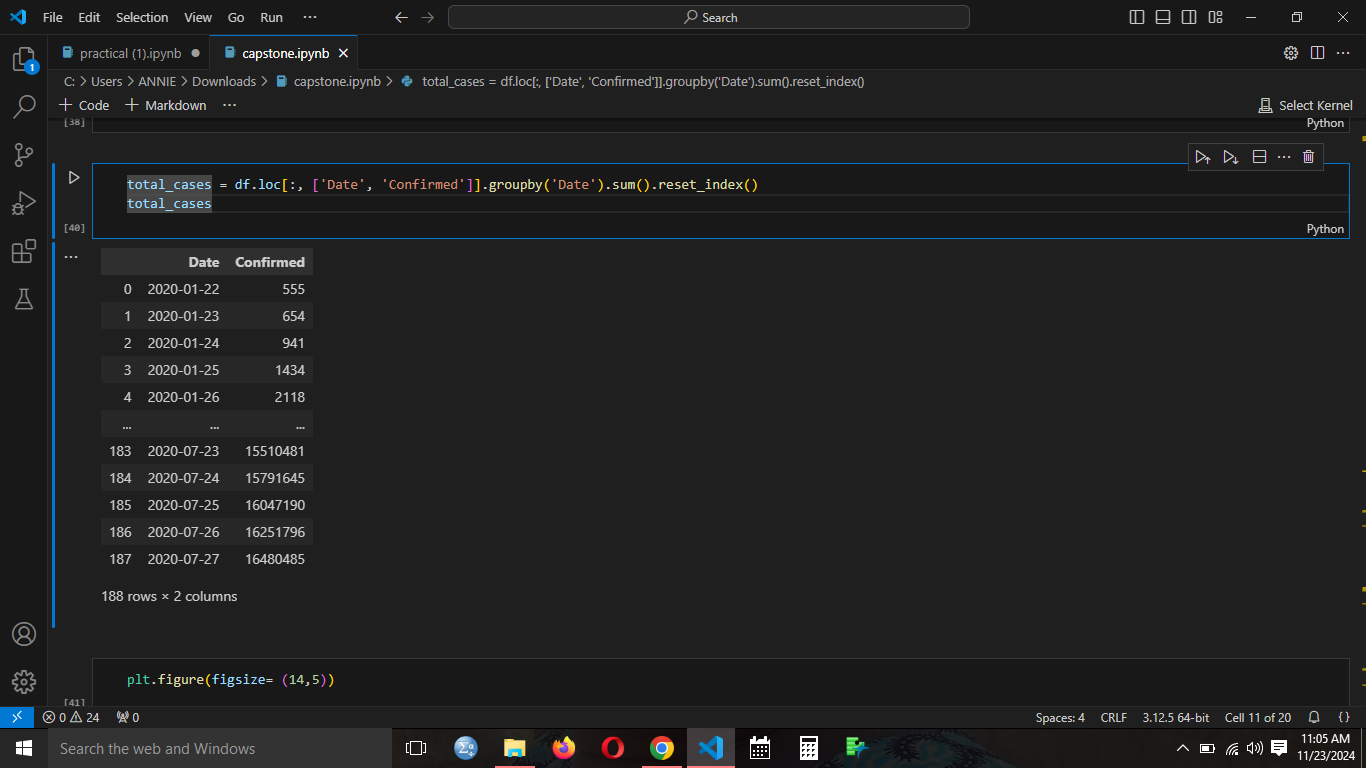 File Edit Selection View Go Run ··· Search
practical (1).ipynb capstone.ipynb
C: > Users > ANNIE > Downloads > capstone.ipynb > total_cases = df.loc[:, ['Date', 'Confirmed']].groupby('Date').sum().reset_index()
+ Code + Markdown ··· Select Kernel
[38] Python
total_cases = df.loc[:, ['Date', 'Confirmed']].groupby('Date').sum().reset_index()
total_cases
[40] Python
Date Confirmed
0 2020-01-22 555
1 2020-01-23 654
2 2020-01-24 941
3 2020-01-25 1434
4 2020-01-26 2118
... ... ...
183 2020-07-23 15510481
184 2020-07-24 15791645
185 2020-07-25 16047190
186 2020-07-26 16251796
187 2020-07-27 16480485
188 rows × 2 columns
plt.figure(figsize= (14,5))
[41]
0 24 0 Spaces: 4 CRLF 3.12.5 64-bit Cell 11 of 20 {}
Search the web and Windows 11:05 AM
11/23/2024